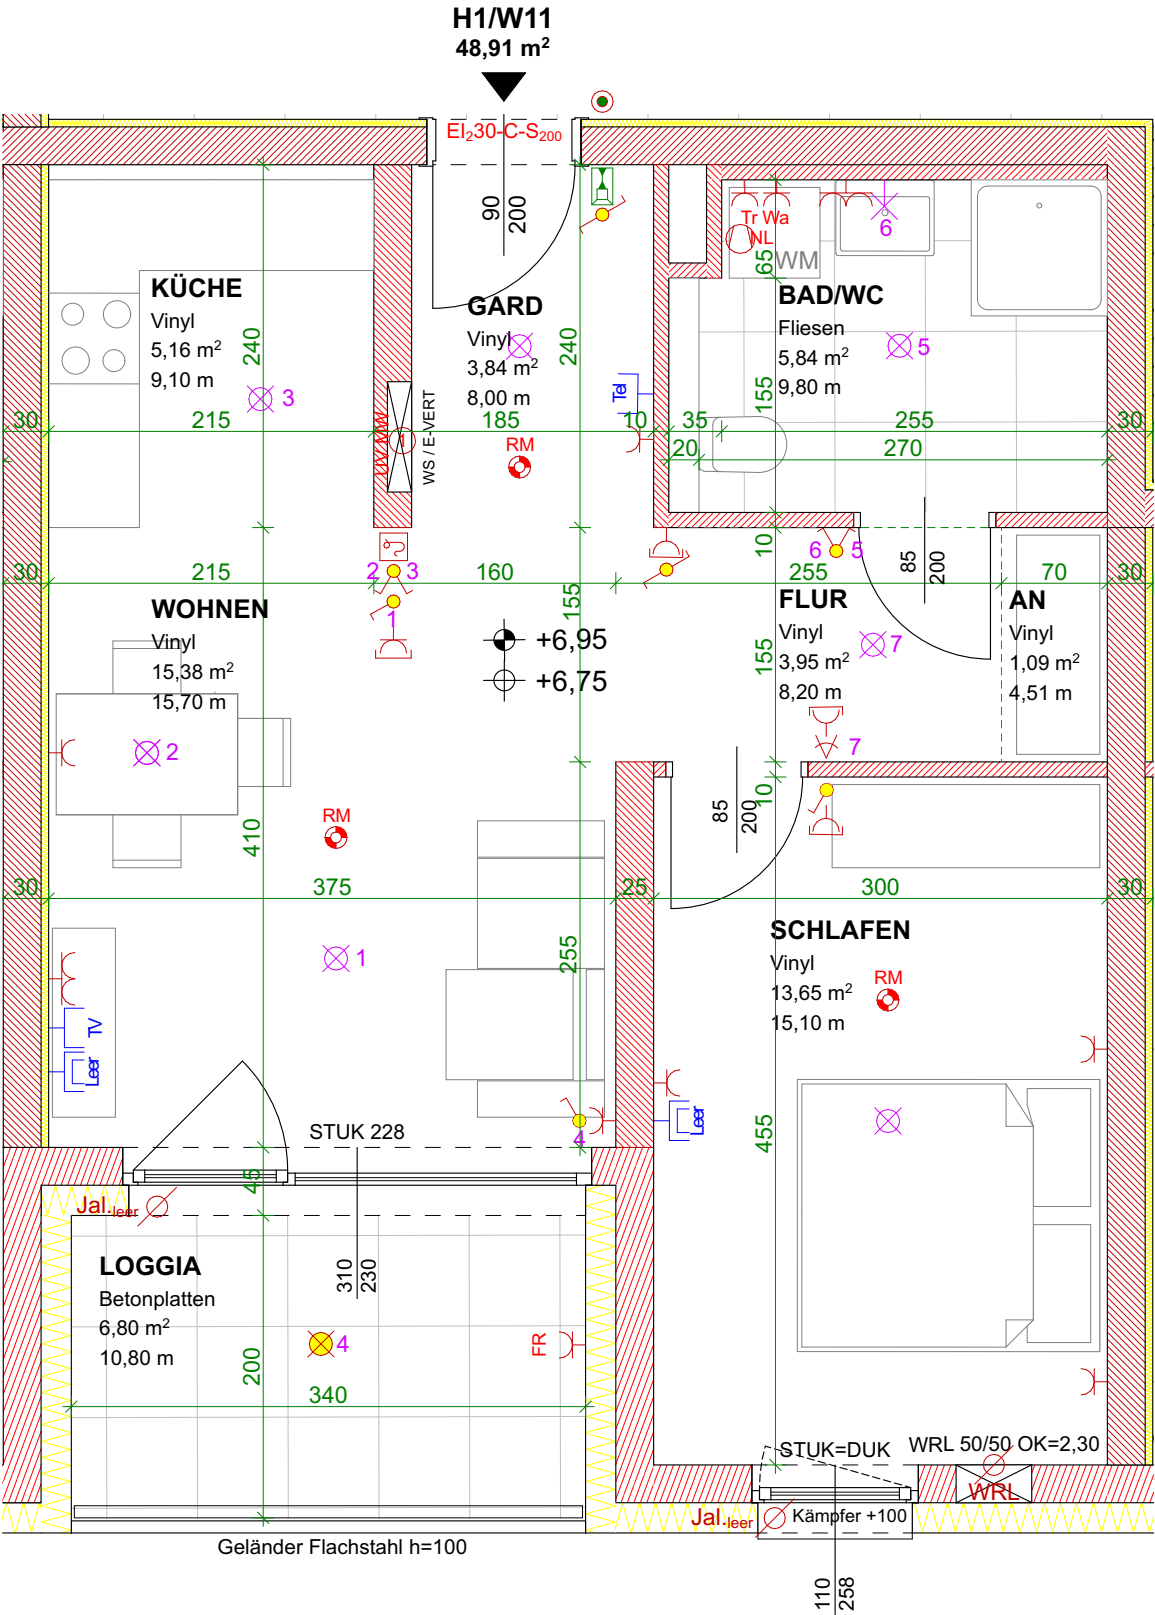 H1/W11
48,91 m²
EI₂30-C-S₂₀₀
90
200
Tr Wa
NL
WM
6
65
KÜCHE
Vinyl
5,16 m²
9,10 m
240
3
GARD
Vinyl
3,84 m²
8,00 m
240
BAD/WC
Fliesen
5,84 m²
9,80 m
5
155
Tel
UV/MW
1
WS / E-VERT
RM
30
215
185
10
35
255
30
20
270
10
6
5
85
200
2
3
1
30
215
160
255
70
30
155
WOHNEN
Vinyl
15,38 m²
15,70 m
2
+6,95
+6,75
FLUR
Vinyl
3,95 m²
8,20 m
155
7
7
AN
Vinyl
1,09 m²
4,51 m
85
200
10
RM
410
30
375
25
300
30
1
255
SCHLAFEN
Vinyl
13,65 m²
15,10 m
RM
TV
Leer
Leer
4
455
STUK 228
45
Jal.leer
310
230
LOGGIA
Betonplatten
6,80 m²
10,80 m
4
FR
200
340
STUK=DUK
WRL 50/50 OK=2,30
WRL
Jal.leer
Kämpfer +100
Geländer Flachstahl h=100
110
258